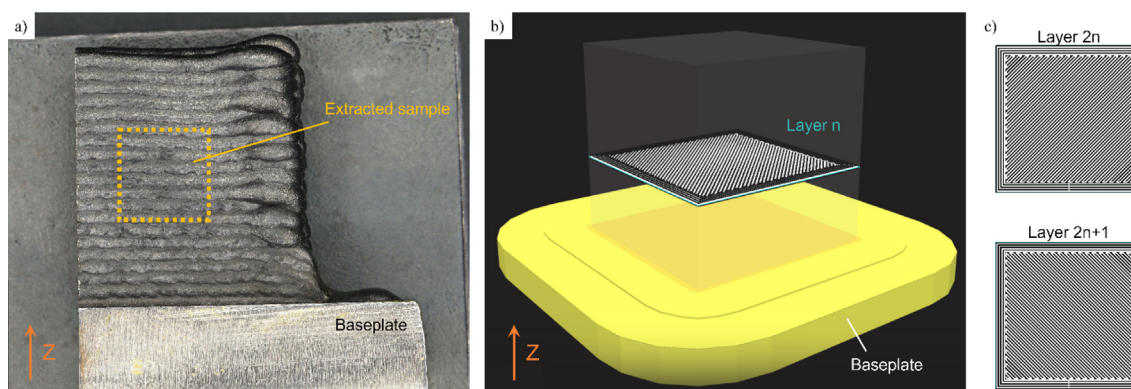 a)
Extracted sample
Baseplate
Z
b)
Layer n
Baseplate
Z
c)
Layer 2n
Layer 2n+1